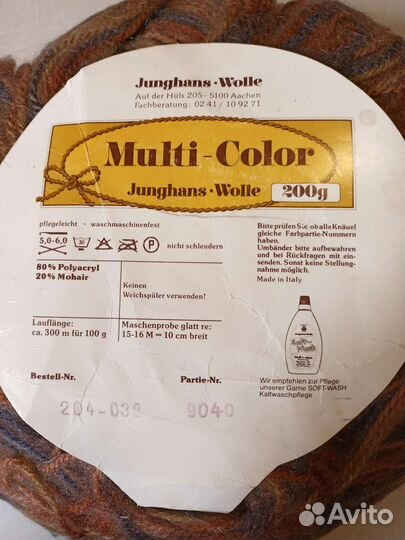 Junghans · Wolle
Auf der Hüls 205 · 5100 Aachen
Fachberatung: 02 41 / 10 92 71
Multi-Color
Junghans · Wolle 200g
pflegeleicht · waschmaschinenfest
5,0-6,0 30 P nicht schleudern
80% Polyacryl
20% Mohair
Keinen
Weichspüler verwenden!
Lauflänge:
ca. 300 m für 100 g
Maschenprobe glatt re:
15-16 M = 10 cm breit
Bitte prüfen Sie, ob alle Knäuel
gleiche Farbpartie-Nummern
haben.
Umbänder bitte aufbewahren
und bei Rückfragen mit ein-
senden. Sonst keine Stellung-
nahme möglich.
Made in Italy
Wir empfehlen zur Pflege
unserer Garne SOFT-WASH
Kaltwaschpflege
Bestell-Nr.
Partie-Nr.
204-038
9040
Avito